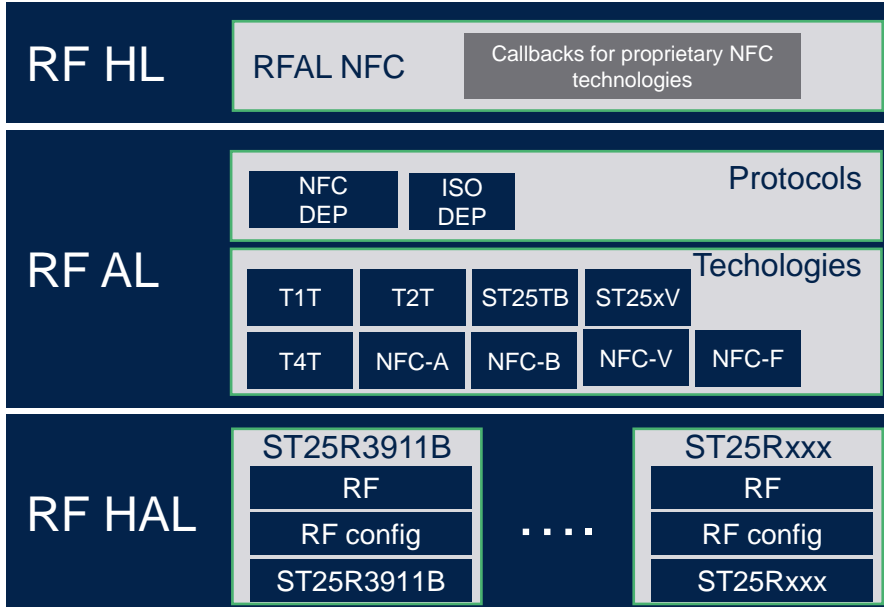 RF HL
RFAL NFC
Callbacks for proprietary NFC
technologies
RF AL
Protocols
NFC
DEP
ISO
DEP
Techologies
T1T
T2T
ST25TB
ST25xV
T4T
NFC-A
NFC-B
NFC-V
NFC-F
RF HAL
ST25R3911B
RF
RF config
ST25R3911B
....
ST25Rxxx
RF
RF config
ST25Rxxx